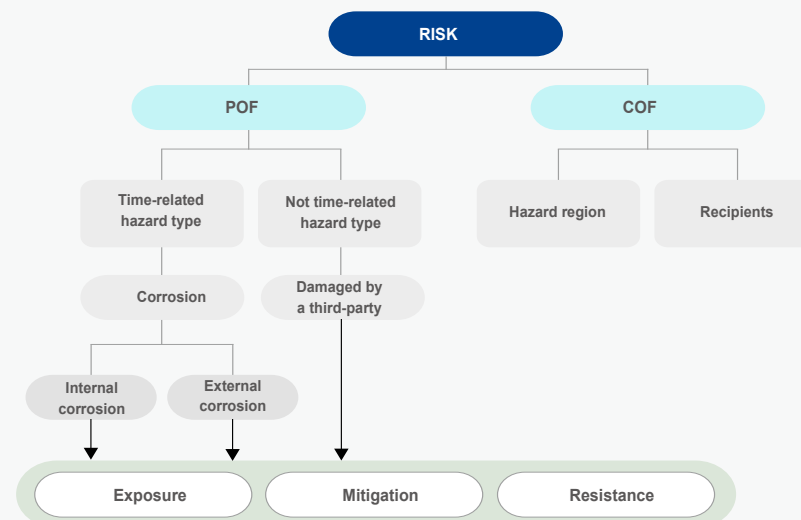 RISK
POF
COF
Time-related
hazard type
Not time-related
hazard type
Hazard region
Recipients
Corrosion
Damaged by
a third-party
Internal
corrosion
External
corrosion
Exposure
Mitigation
Resistance